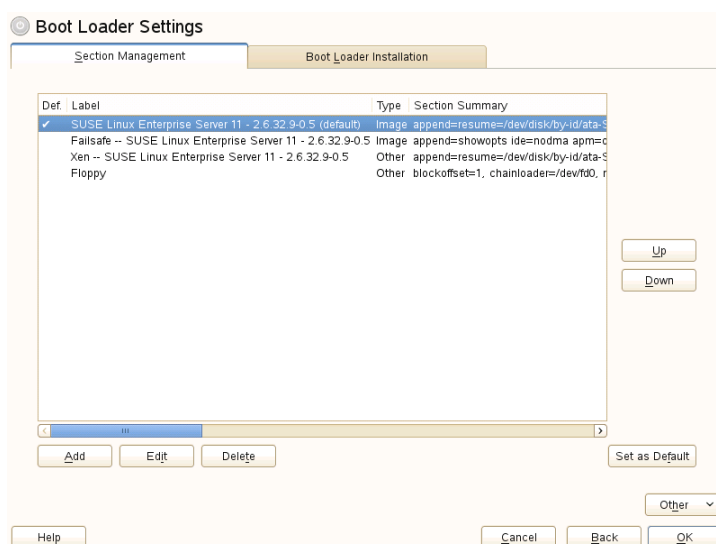 Boot Loader Settings
Section Management
Boot Loader Installation
Def. Label Type Section Summary
✔ SUSE Linux Enterprise Server 11 - 2.6.32.9-0.5 (default) Image append=resume=/dev/disk/by-id/ata-S
Failsafe -- SUSE Linux Enterprise Server 11 - 2.6.32.9-0.5 Image append=showopts ide=nodma apm=o
Xen -- SUSE Linux Enterprise Server 11 - 2.6.32.9-0.5 Other append=resume=/dev/disk/by-id/ata-S
Floppy Other blockoffset=1, chainloader=/dev/fd0, r
Up
Down
Add Edit Delete Set as Default
Other
Help Cancel Back OK